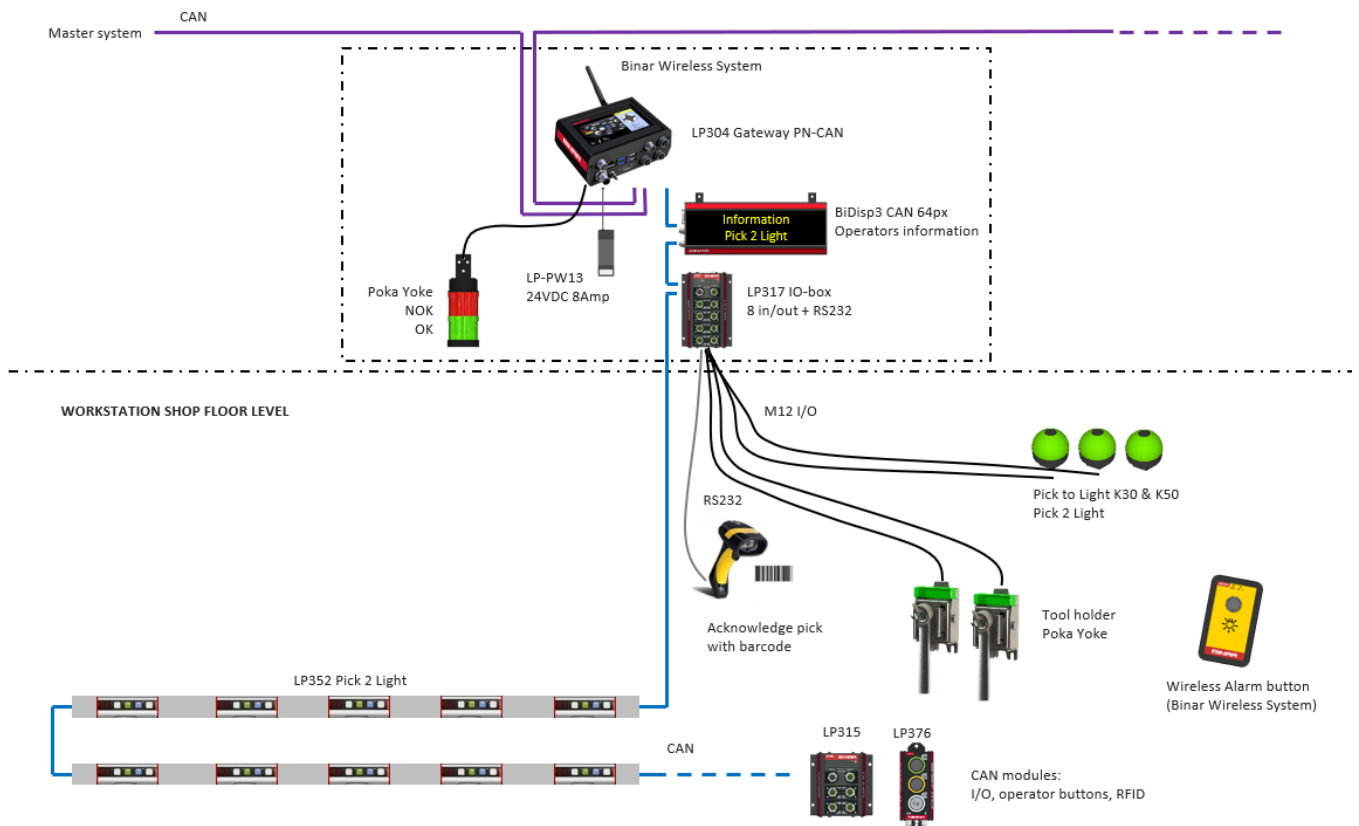 CAN
Master system
Binar Wireless System
LP304 Gateway PN-CAN
Information
Pick 2 Light
BiDisp3 CAN 64px
Operators information
LP-PW13
24VDC 8Amp
Poka Yoke
NOK
OK
LP317 IO-box
8 in/out + RS232
WORKSTATION SHOP FLOOR LEVEL
M12 I/O
Pick to Light K30 & K50
Pick 2 Light
RS232
Acknowledge pick
with barcode
Tool holder
Poka Yoke
Wireless Alarm button
(Binar Wireless System)
LP352 Pick 2 Light
CAN
LP315
LP376
CAN modules:
I/O, operator buttons, RFID